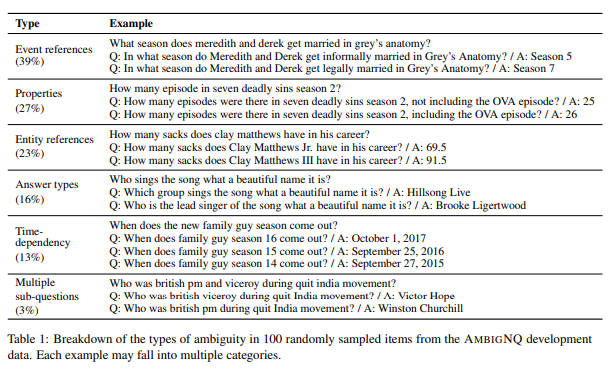 Type Example
Event references
(39%)
What season does meredith and derek get married in grey's anatomy?
Q: In what season do Meredith and Derek get informally married in Grey's Anatomy? / A: Season 5
Q: In what season do Meredith and Derek get legally married in Grey's Anatomy? / A: Season 7
Properties
(27%)
How many episode in seven deadly sins season 2?
Q: How many episodes were there in seven deadly sins season 2, not including the OVA episode? / A: 25
Q: How many episodes were there in seven deadly sins season 2, including the OVA episode? / A: 26
Entity references
(23%)
How many sacks does clay matthews have in his career?
Q: How many sacks does Clay Matthews Jr. have in his career? / A: 69.5
Q: How many sacks does Clay Matthews III have in his career? / A: 91.5
Answer types
(16%)
Who sings the song what a beautiful name it is?
Q: Which group sings the song what a beautiful name it is? / A: Hillsong Live
Q: Who is the lead singer of the song what a beautiful name it is? / A: Brooke Ligertwood
Time-
dependency
(13%)
When does the new family guy season come out?
Q: When does family guy season 16 come out? / A: October 1, 2017
Q: When does family guy season 15 come out? / A: September 25, 2016
Q: When does family guy season 14 come out? / A: September 27, 2015
Multiple
sub-questions
(3%)
Who was british pm and viceroy during quit india movement?
Q: Who was british viceroy during quit India movement? / A: Victor Hope
Q: Who was british pm during quit India movement? / A: Winston Churchill
Table 1: Breakdown of the types of ambiguity in 100 randomly sampled items from the AMBIGNQ development
data. Each example may fall into multiple categories.